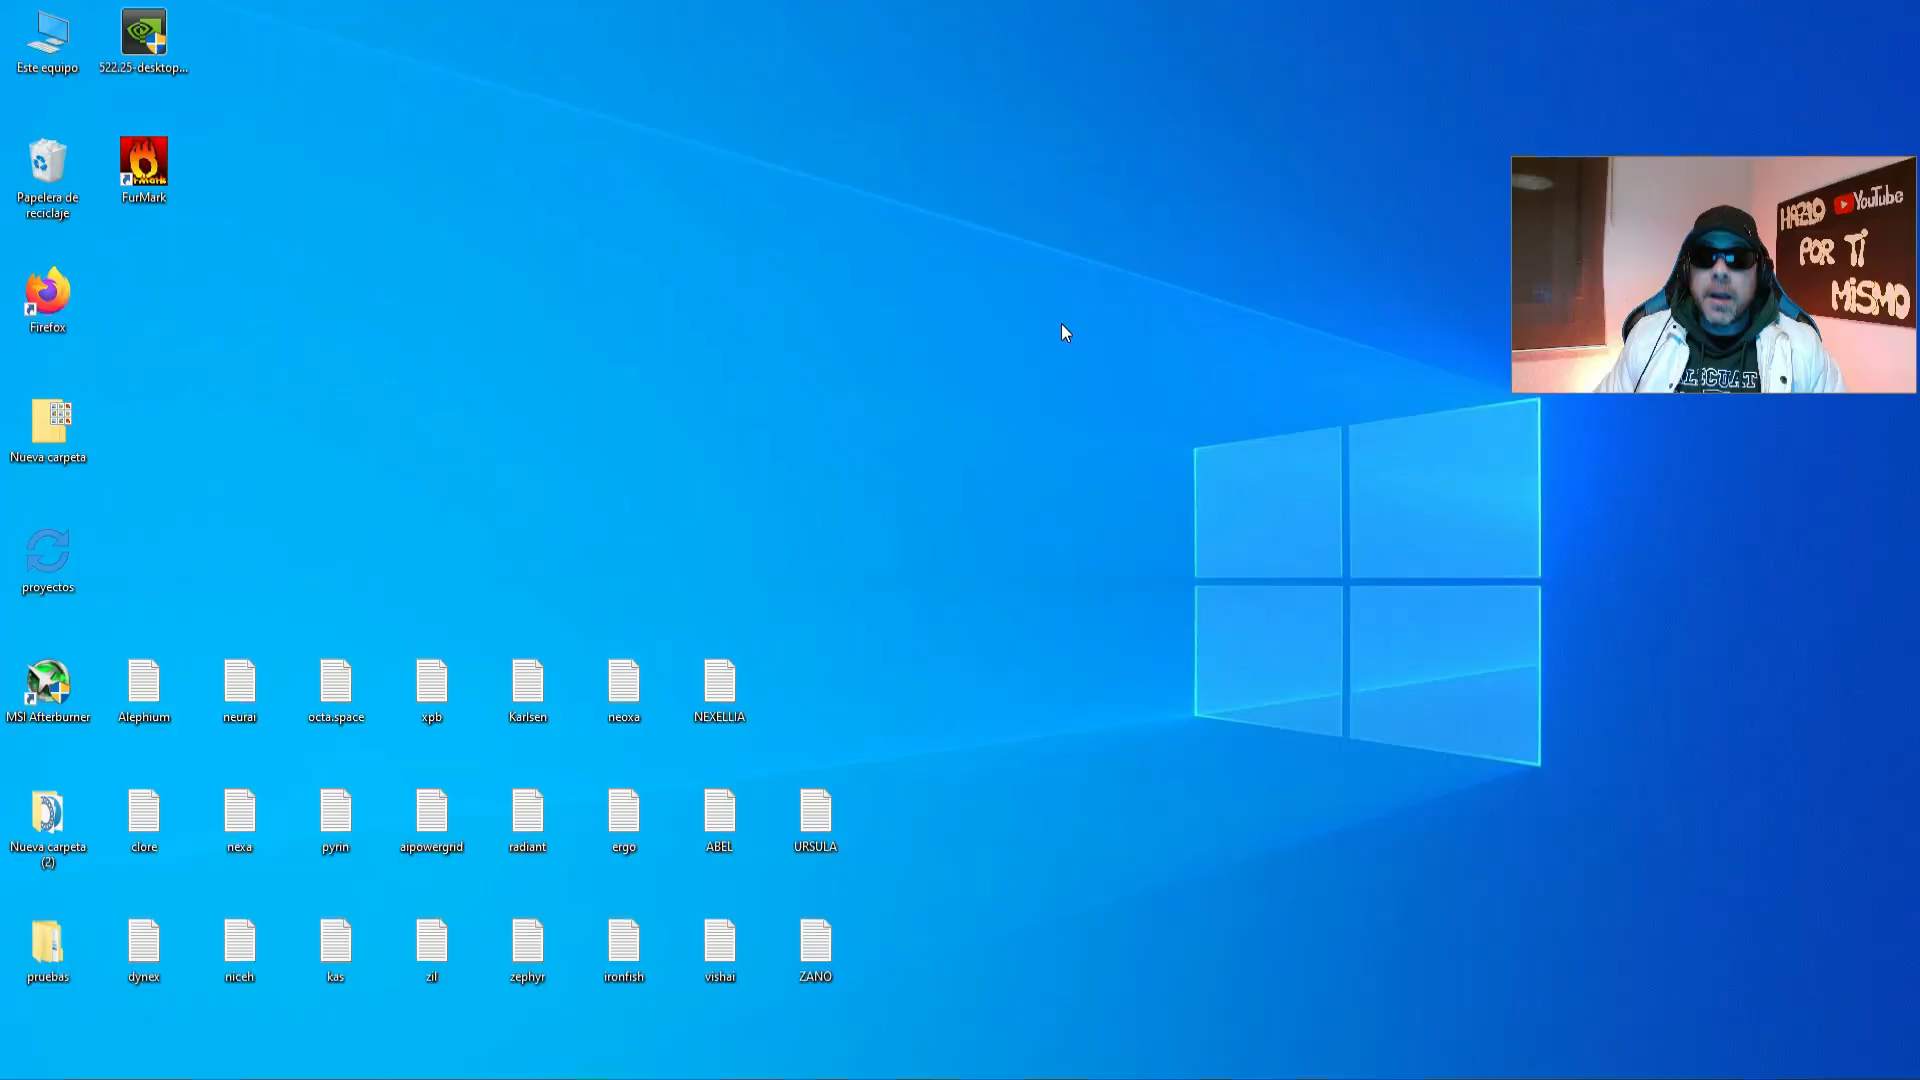 Este equipo
522.25-desktop...
Papelera de
reciclaje
FurMark
Firefox
Nueva carpeta
proyectos
MSI Afterburner
Alephium
neurai
octa.space
xpb
Karlsen
neoxa
NEXELLIA
Nueva carpeta
(2)
clore
nexa
pyrin
aipowergrid
radiant
ergo
ABEL
URSULA
pruebas
dynex
niceh
kas
zil
zephyr
ironfish
vishai
ZANO
HAZLO
YouTube
POR TI
MISMO